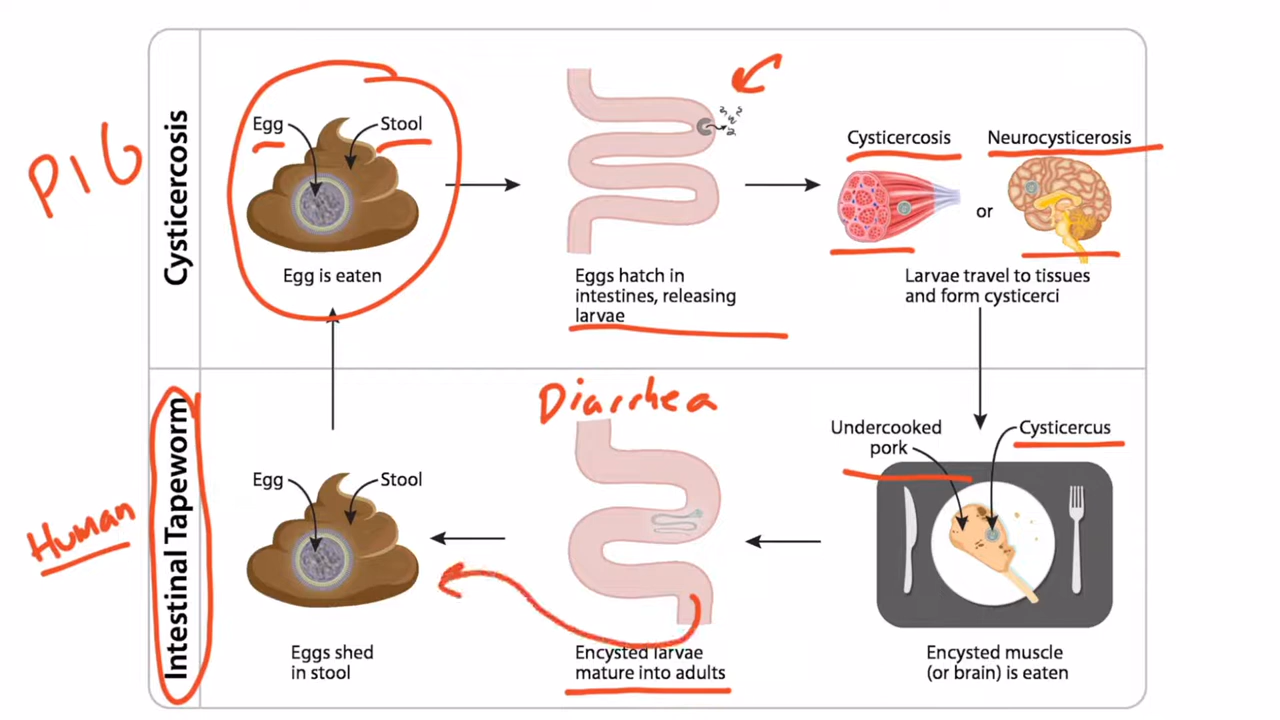 PIG
Cysticercosis
Egg
Stool
Egg is eaten
Eggs hatch in
intestines, releasing
larvae
Cysticercosis
Neurocysticerosis
or
Larvae travel to tissues
and form cysticerci
Human
Intestinal Tapeworm
Egg
Stool
Eggs shed
in stool
Diarrhea
Encysted larvae
mature into adults
Undercooked
pork
Cysticercus
Encysted muscle
(or brain) is eaten